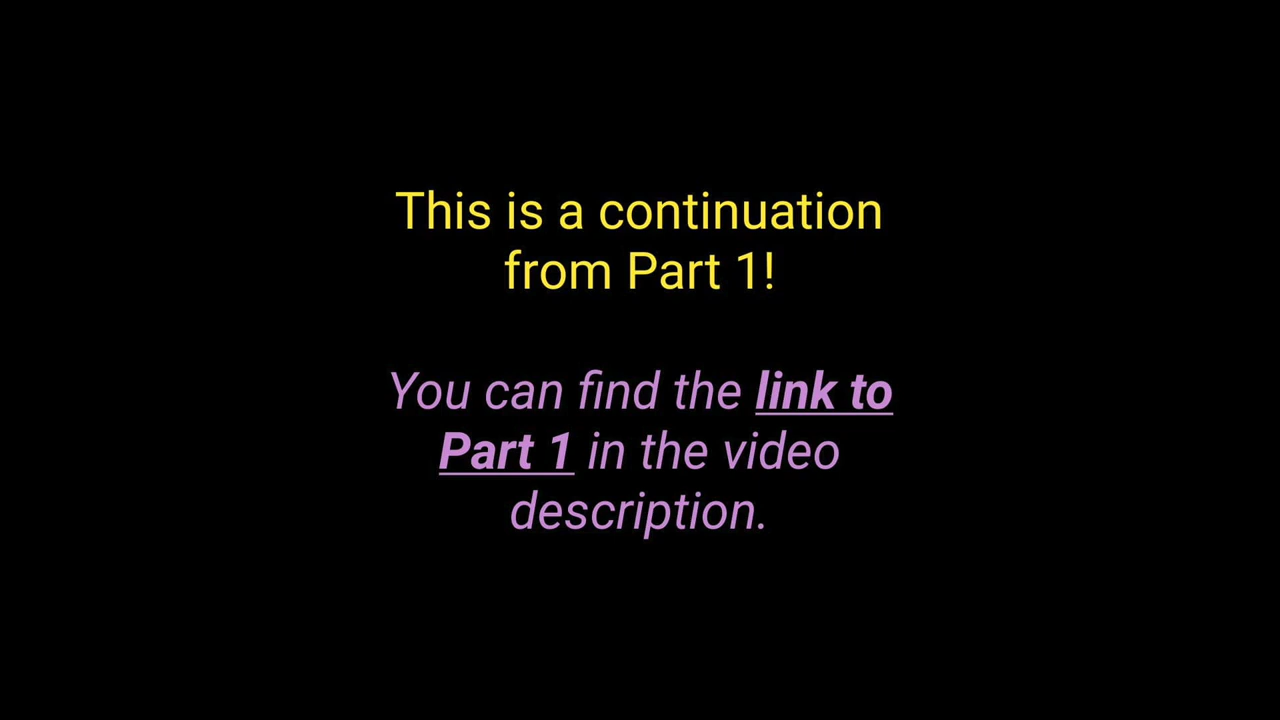 This is a continuation
from Part 1!
You can find the link to
Part 1 in the video
description.